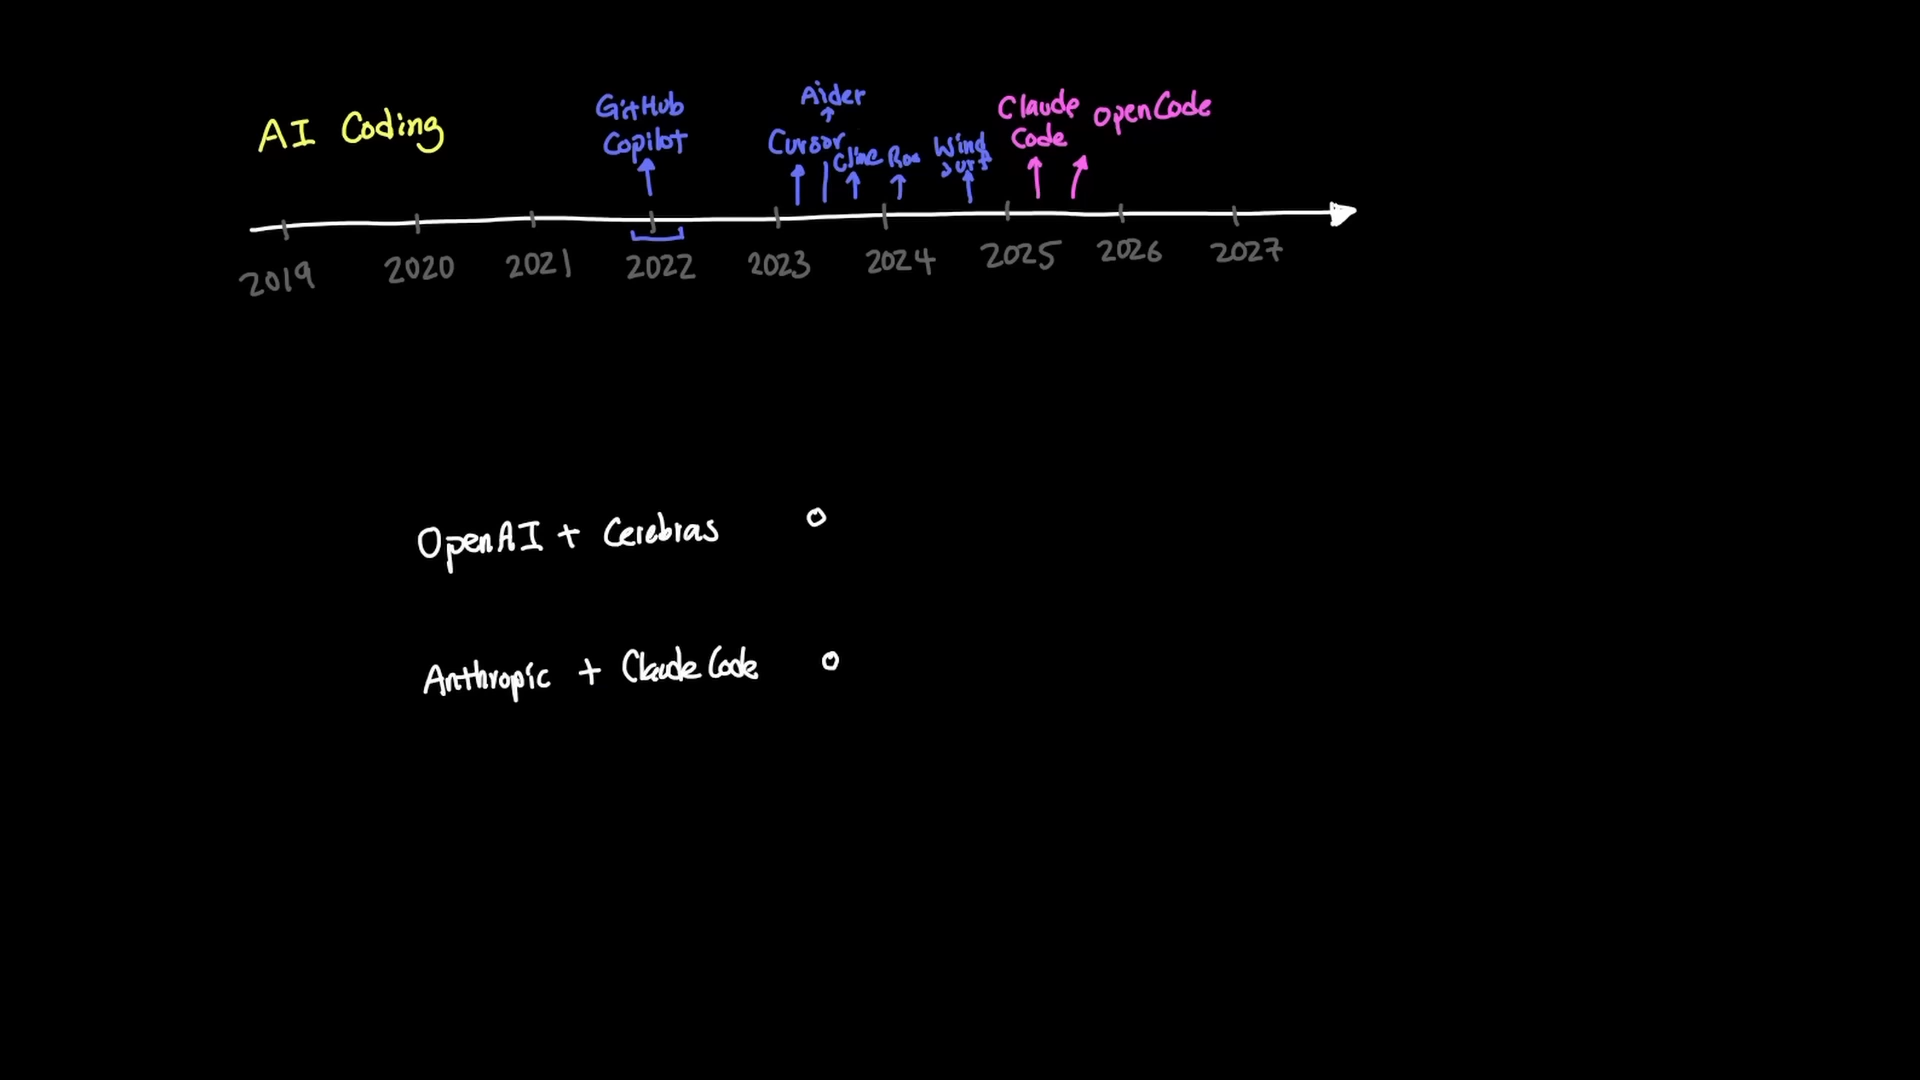 AI Coding
GitHub
Copilot
Aider
Cursor
Cline
Roo
Wind
surf
Claude
Code
OpenCode
2019 2020 2021 2022 2023 2024 2025 2026 2027
OpenAI + Cerebras
Anthropic + Claude Code